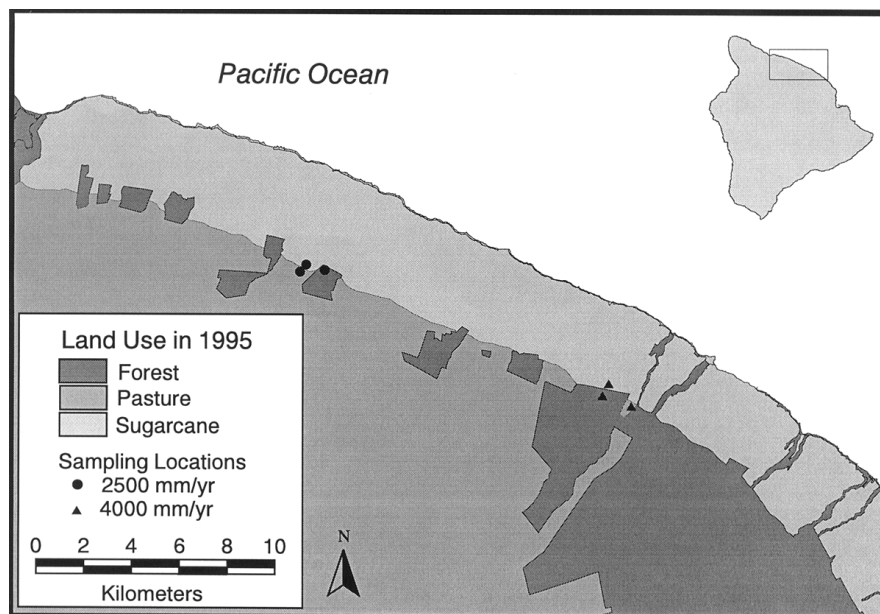 Pacific Ocean
Land Use in 1995
Forest
Pasture
Sugarcane
Sampling Locations
2500 mm/yr
4000 mm/yr
0 2 4 6 8 10
Kilometers
N